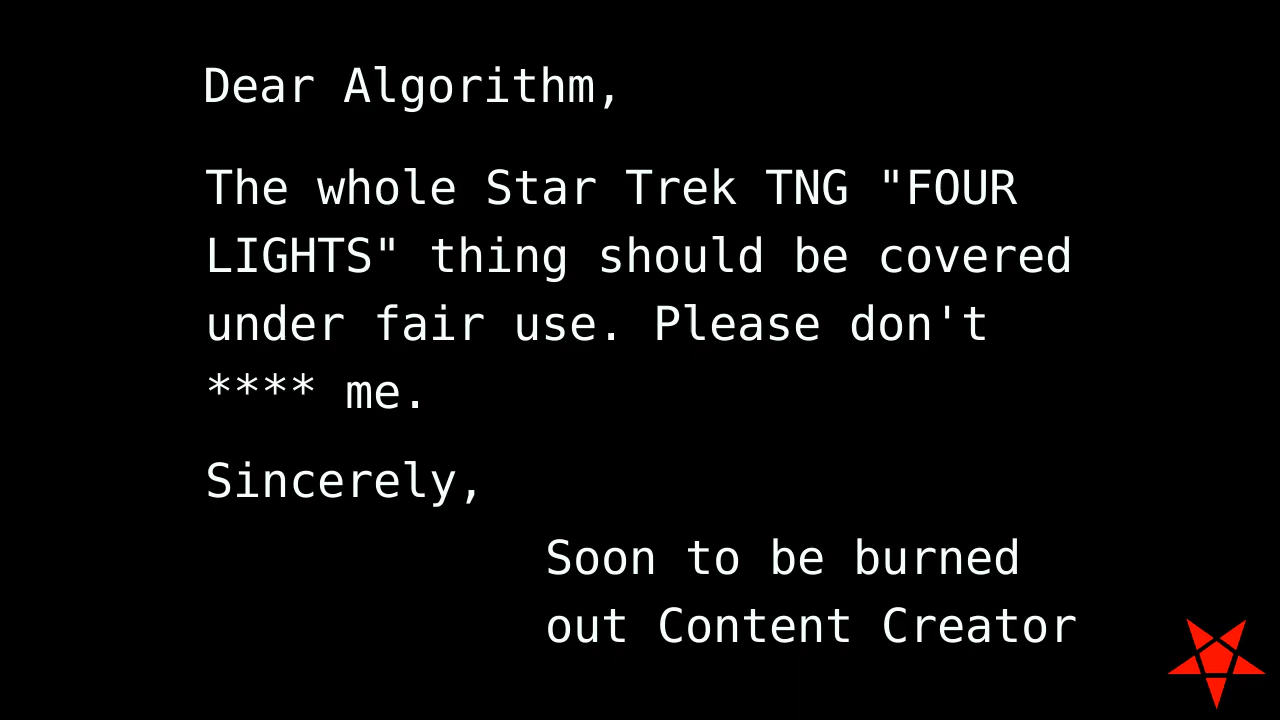 Dear Algorithm,
The whole Star Trek TNG "FOUR
LIGHTS" thing should be covered
under fair use. Please don't
**** me.
Sincerely,
Soon to be burned
out Content Creator